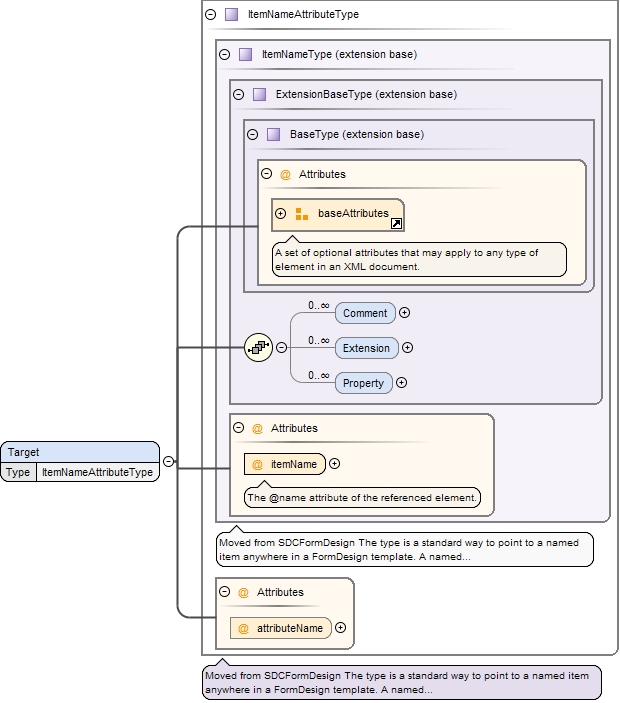 ItemNameAttributeType
ItemNameType (extension base)
ExtensionBaseType (extension base)
BaseType (extension base)
@ Attributes
baseAttributes
A set of optional attributes that may apply to any type of
element in an XML document.
0..∞
Comment
0..∞
Extension
0..∞
Property
@ Attributes
@ itemName
The @name attribute of the referenced element.
Target
Type ItemNameAttributeType
Moved from SDCFormDesign The type is a standard way to point to a named
item anywhere in a FormDesign template. A named...
@ Attributes
@ attributeName
Moved from SDCFormDesign The type is a standard way to point to a named item
anywhere in a FormDesign template. A named...